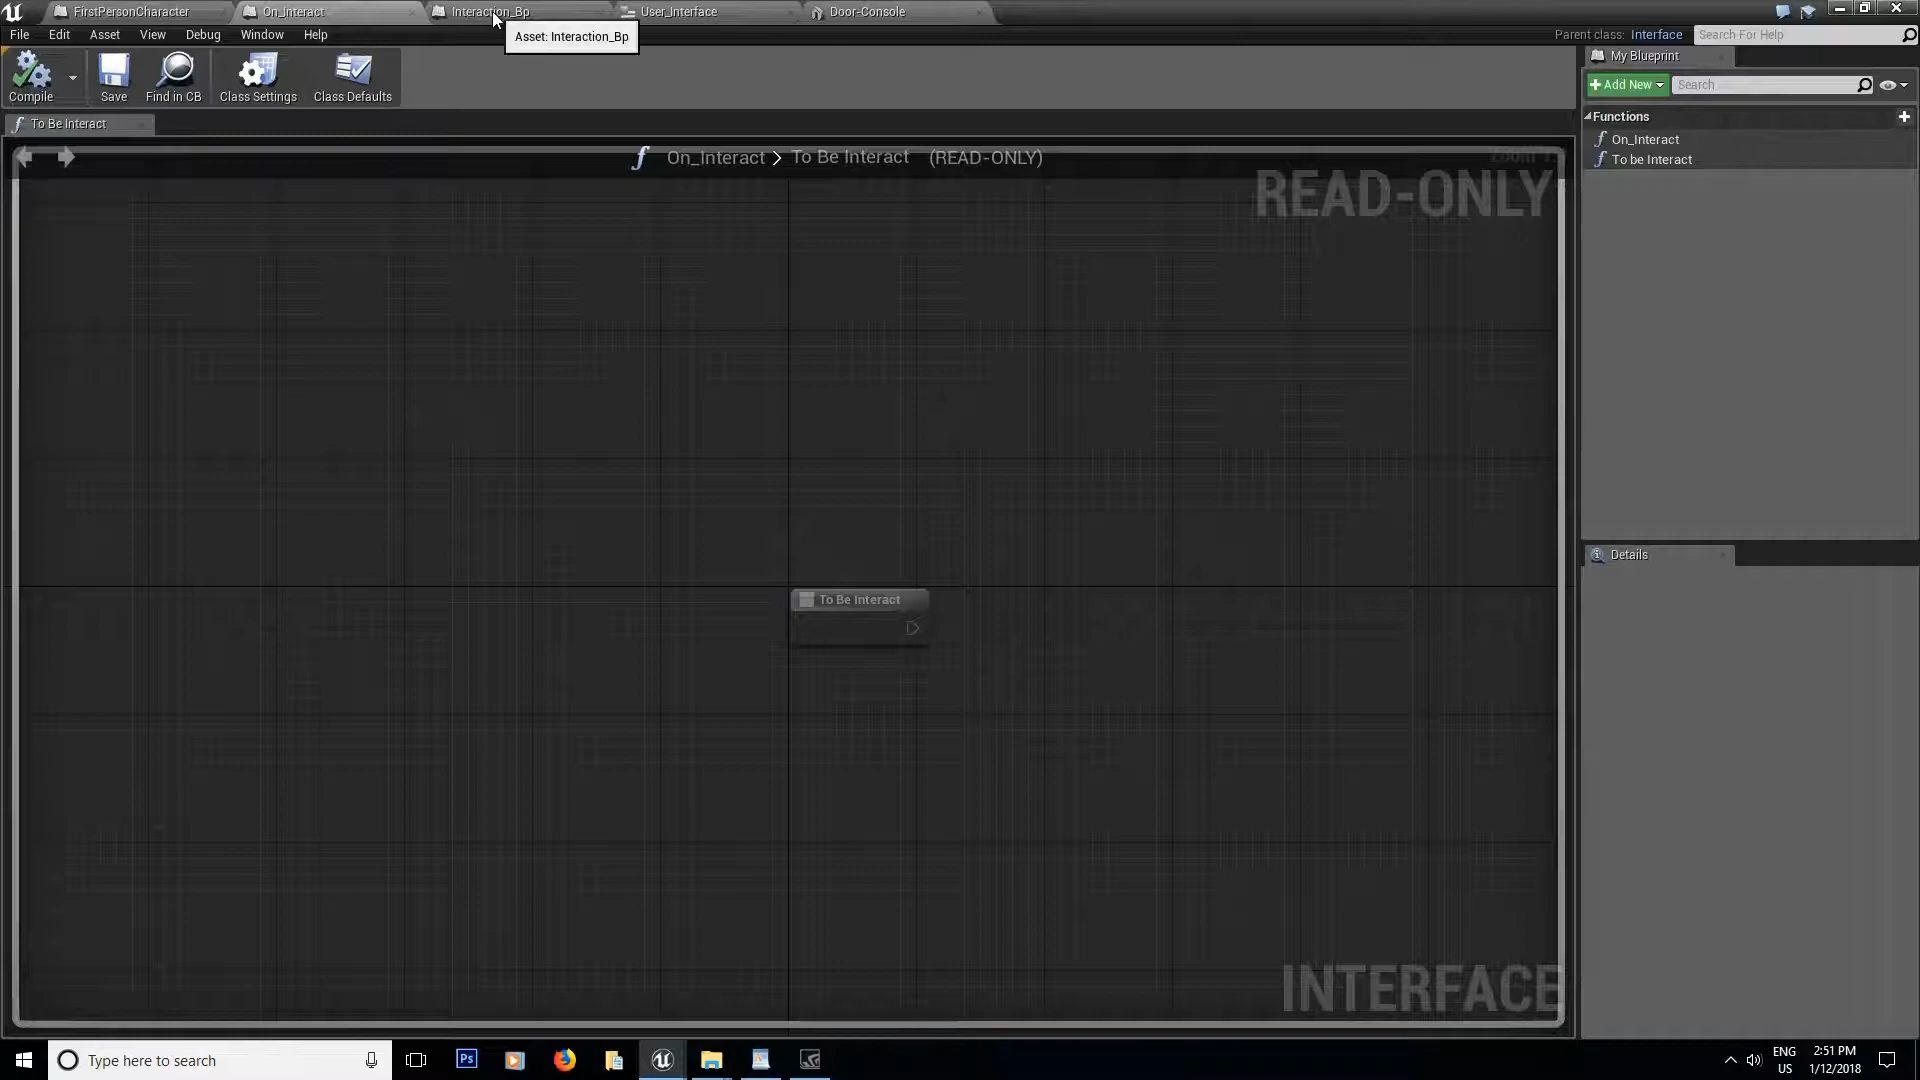 FirstPersonCharacter
On_Interact
Interaction_Bp
User_Interface
Door-Console
Asset: Interaction_Bp
File Edit Asset View Debug Window Help
Parent class: Interface
Search For Help
Compile
Save
Find in CB
Class Settings
Class Defaults
My Blueprint
+Add New
Search
To Be Interact
Functions
On_Interact
To be Interact
f On_Interact > To Be Interact (READ-ONLY)
READ-ONLY
Details
To Be Interact
INTERFACE
Type here to search
Ps
ENG
US
2:51 PM
1/12/2018